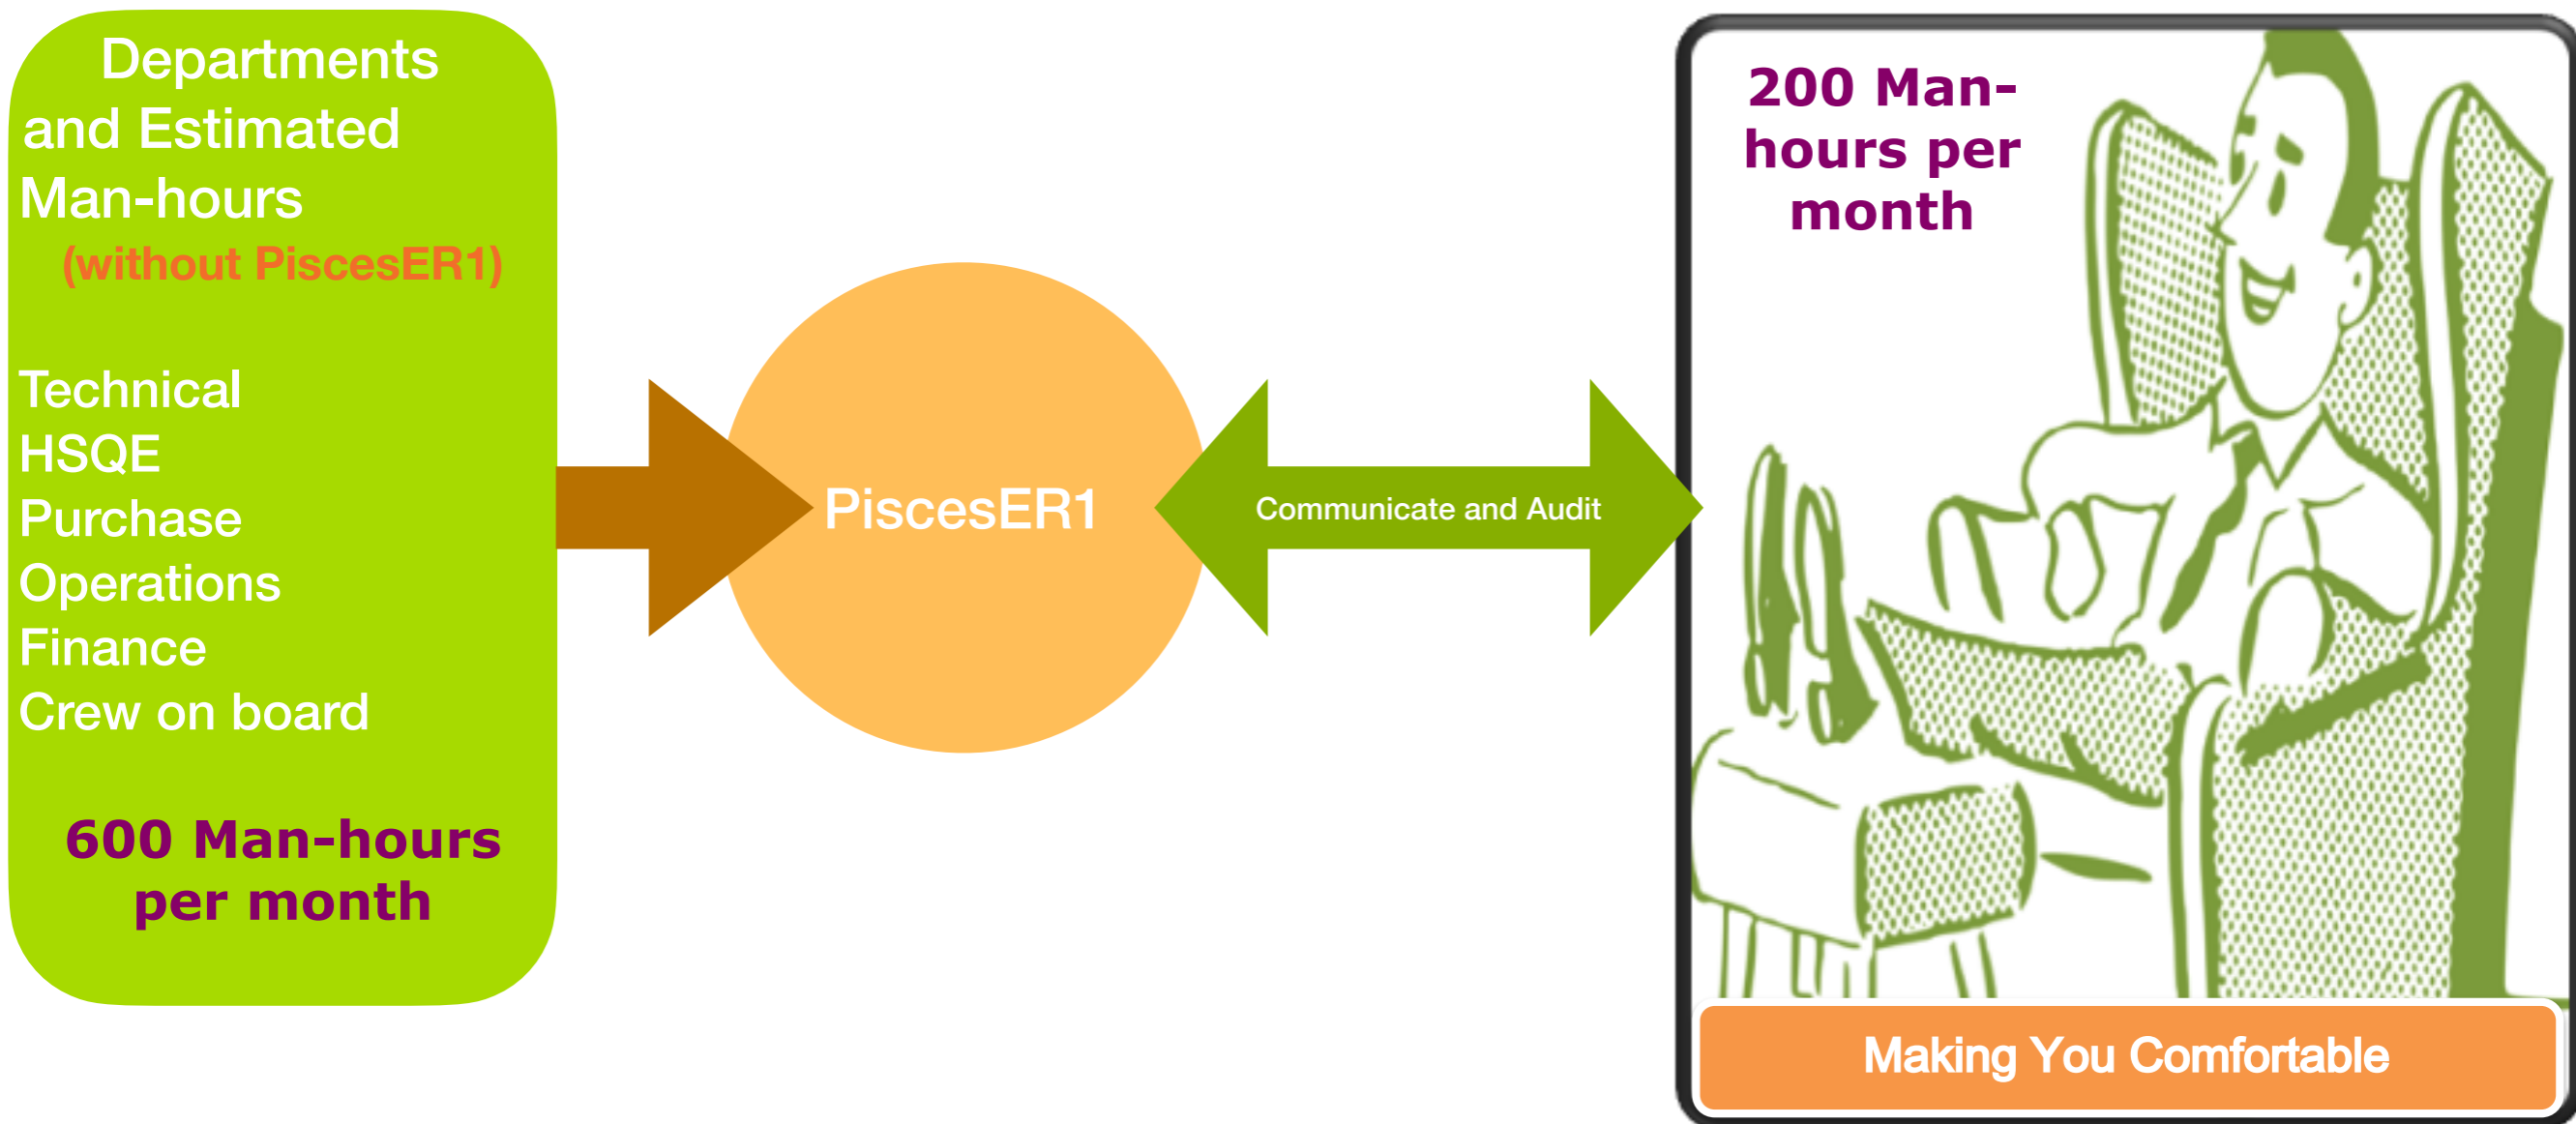 Departments
and Estimated
Man-hours
(without PiscesER1)
Technical
HSQE
Purchase
Operations
Finance
Crew on board
600 Man-hours
per month
PiscesER1
Communicate and Audit
200 Man-
hours per
month
Making You Comfortable